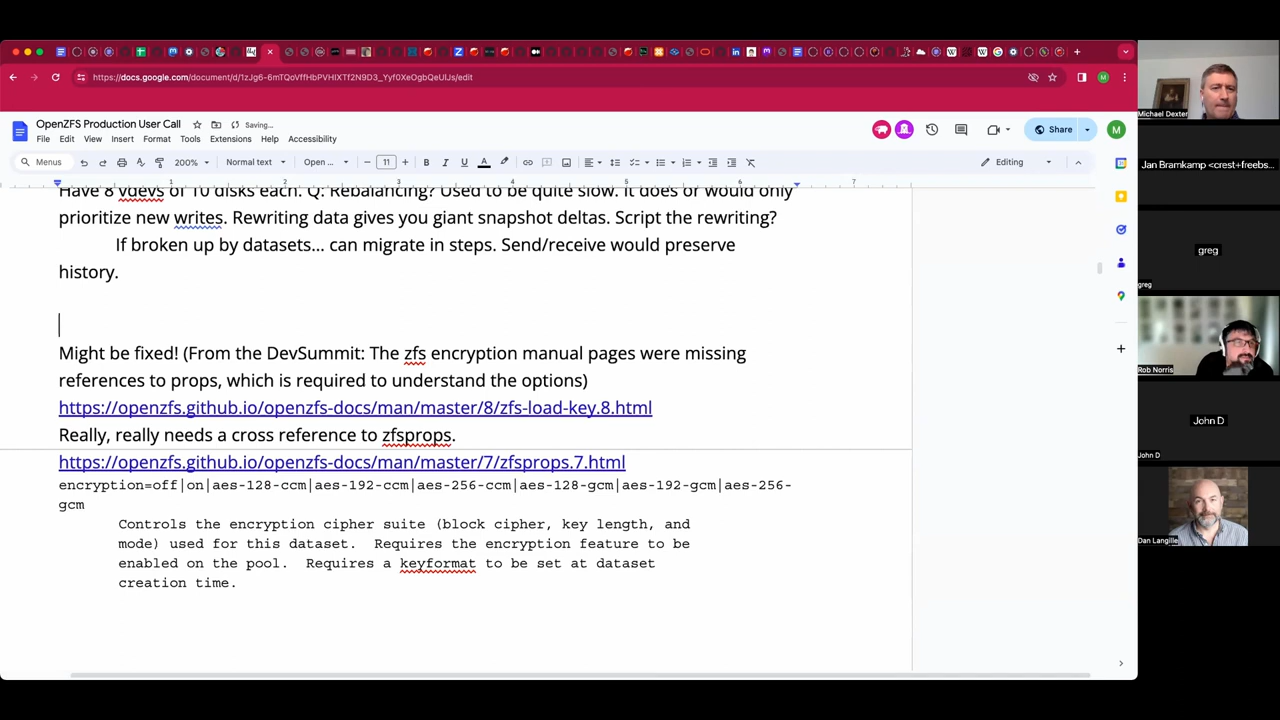 https://docs.google.com/document/d/1zJg6-6mTQoVffHbPVHIXTf2N9D3_Yyf0XeOgbQeUlJs/edit
OpenZFS Production User Call
Saving...
File Edit View Insert Format Tools Extensions Help Accessibility
Share
M
M
Menus
200%
Normal text
Open ...
11
B I U A
Editing
1 2 3 4 5 6 7
Have 8 vdevs of 10 disks each. Q: Rebalancing? Used to be quite slow. It does or would only
prioritize new writes. Rewriting data gives you giant snapshot deltas. Script the rewriting?
If broken up by datasets... can migrate in steps. Send/receive would preserve
history.
Might be fixed! (From the DevSummit: The zfs encryption manual pages were missing
references to props, which is required to understand the options)
https://openzfs.github.io/openzfs-docs/man/master/8/zfs-load-key.8.html
Really, really needs a cross reference to zfsprops.
https://openzfs.github.io/openzfs-docs/man/master/7/zfsprops.7.html
encryption=off|on|aes-128-ccm|aes-192-ccm|aes-256-ccm|aes-128-gcm|aes-192-gcm|aes-256-
gcm
Controls the encryption cipher suite (block cipher, key length, and
mode) used for this dataset.  Requires the encryption feature to be
enabled on the pool.  Requires a keyformat to be set at dataset
creation time.
Michael Dexter
Jan Bramkamp <crest+freebs...
greg
greg
Rob Norris
John D
John D
Dan Langille